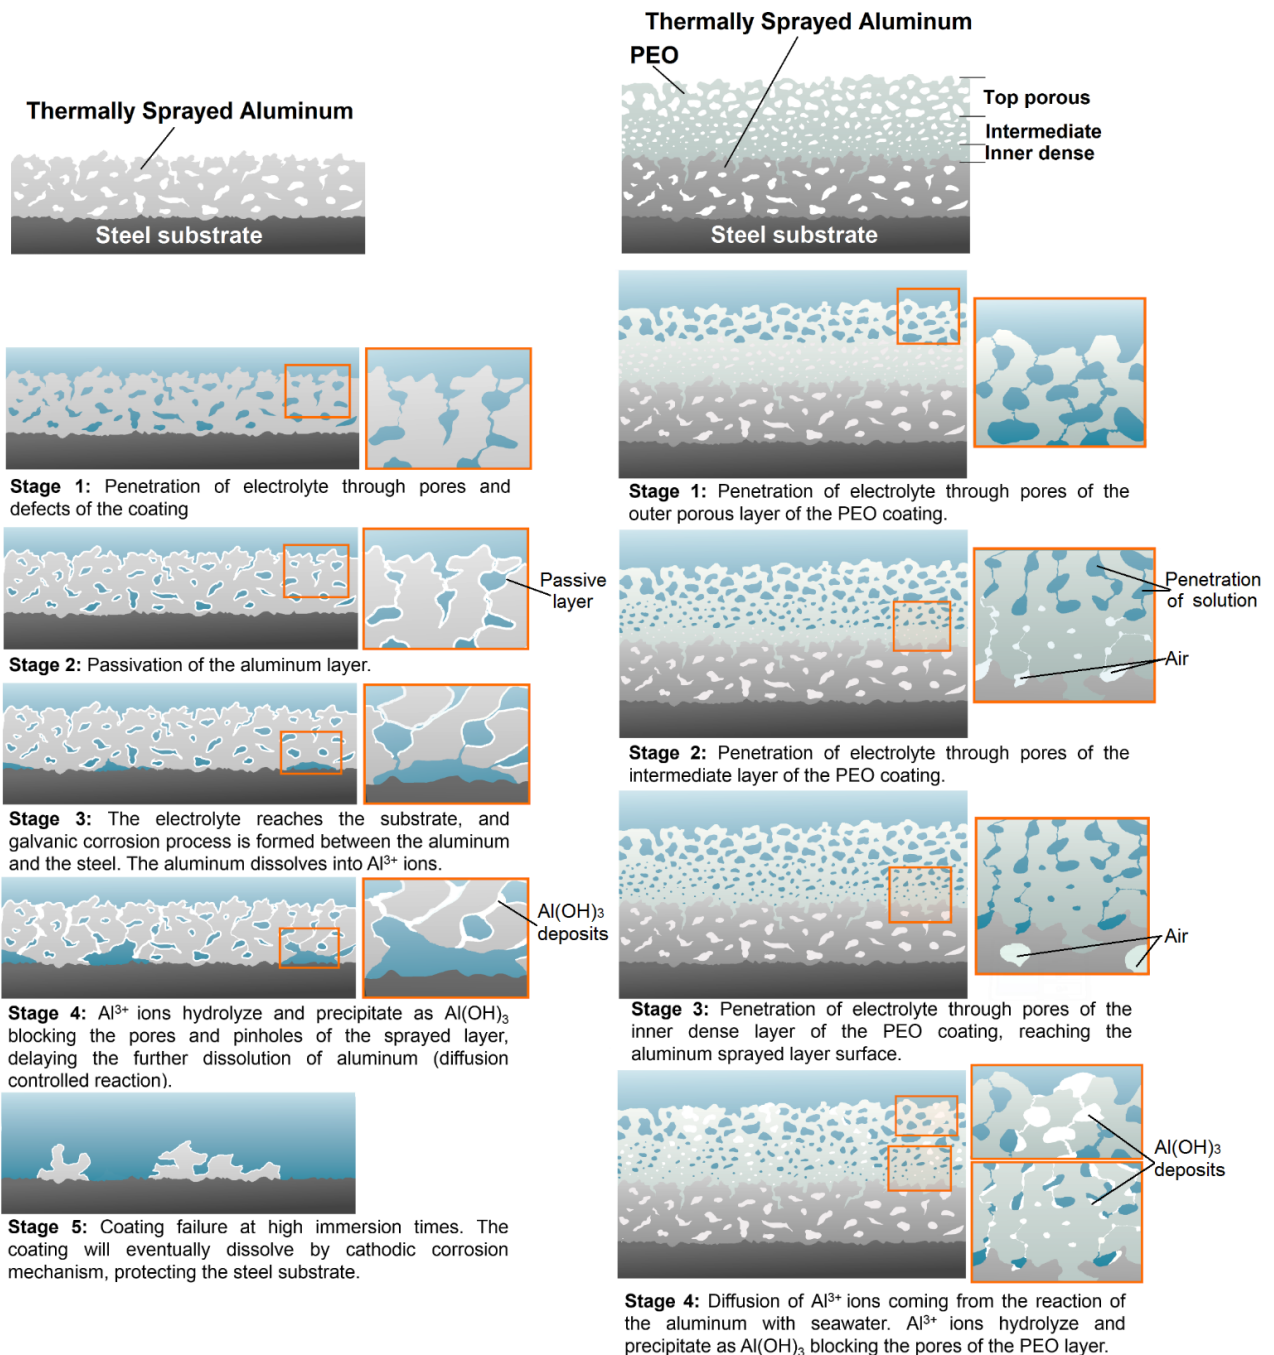 Thermally Sprayed Aluminum
Steel substrate
Stage 1: Penetration of electrolyte through pores and
defects of the coating
Passive
layer
Stage 2: Passivation of the aluminum layer.
Stage 3: The electrolyte reaches the substrate, and
galvanic corrosion process is formed between the aluminum
and the steel. The aluminum dissolves into Al³⁺ ions.
Al(OH)₃
deposits
Stage 4: Al³⁺ ions hydrolyze and precipitate as Al(OH)₃
blocking the pores and pinholes of the sprayed layer,
delaying the further dissolution of aluminum (diffusion
controlled reaction).
Stage 5: Coating failure at high immersion times. The
coating will eventually dissolve by cathodic corrosion
mechanism, protecting the steel substrate.
Thermally Sprayed Aluminum
PEO
Top porous
Intermediate
Inner dense
Steel substrate
Stage 1: Penetration of electrolyte through pores of the
outer porous layer of the PEO coating.
Penetration
of solution
Air
Stage 2: Penetration of electrolyte through pores of the
intermediate layer of the PEO coating.
Air
Stage 3: Penetration of electrolyte through pores of the
inner dense layer of the PEO coating, reaching the
aluminum sprayed layer surface.
Al(OH)₃
deposits
Stage 4: Diffusion of Al³⁺ ions coming from the reaction of
the aluminum with seawater. Al³⁺ ions hydrolyze and
precipitate as Al(OH)₃ blocking the pores of the PEO layer.